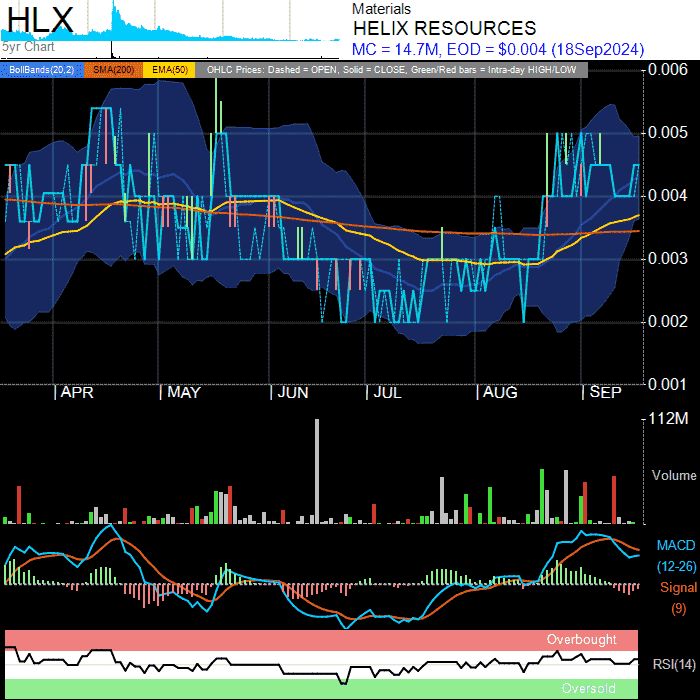 HLX
5yr Chart
Materials
HELIX RESOURCES
MC = 14.7M, EOD = $0.004 (18Sep2024)
BollBands(20,2) SMA(200) EMA(50) OHLC Prices: Dashed = OPEN, Solid = CLOSE, Green/Red bars = Intra-day HIGH/LOW
0.006
0.005
0.004
0.003
0.002
0.001
APR MAY JUN JUL AUG SEP
112M
Volume
MACD
(12-26)
Signal
(9)
Overbought
RSI(14)
Oversold